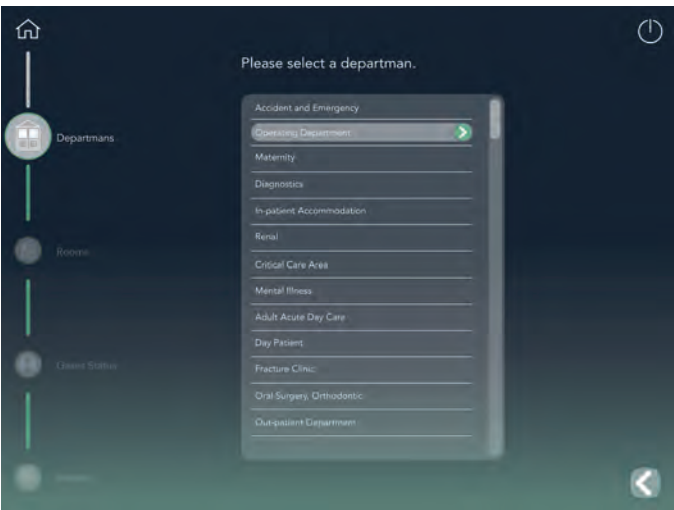 Please select a departman.
Accident and Emergency
Operating Department
Departmans
Maternity
Diagnostics
In-patient Accommodation
Renal
Rooms
Critical Care Area
Mental Illness
Adult Acute Day Care
Day Patient
Fracture Clinic
Oral Surgery, Orthodontic
Out-patient Department